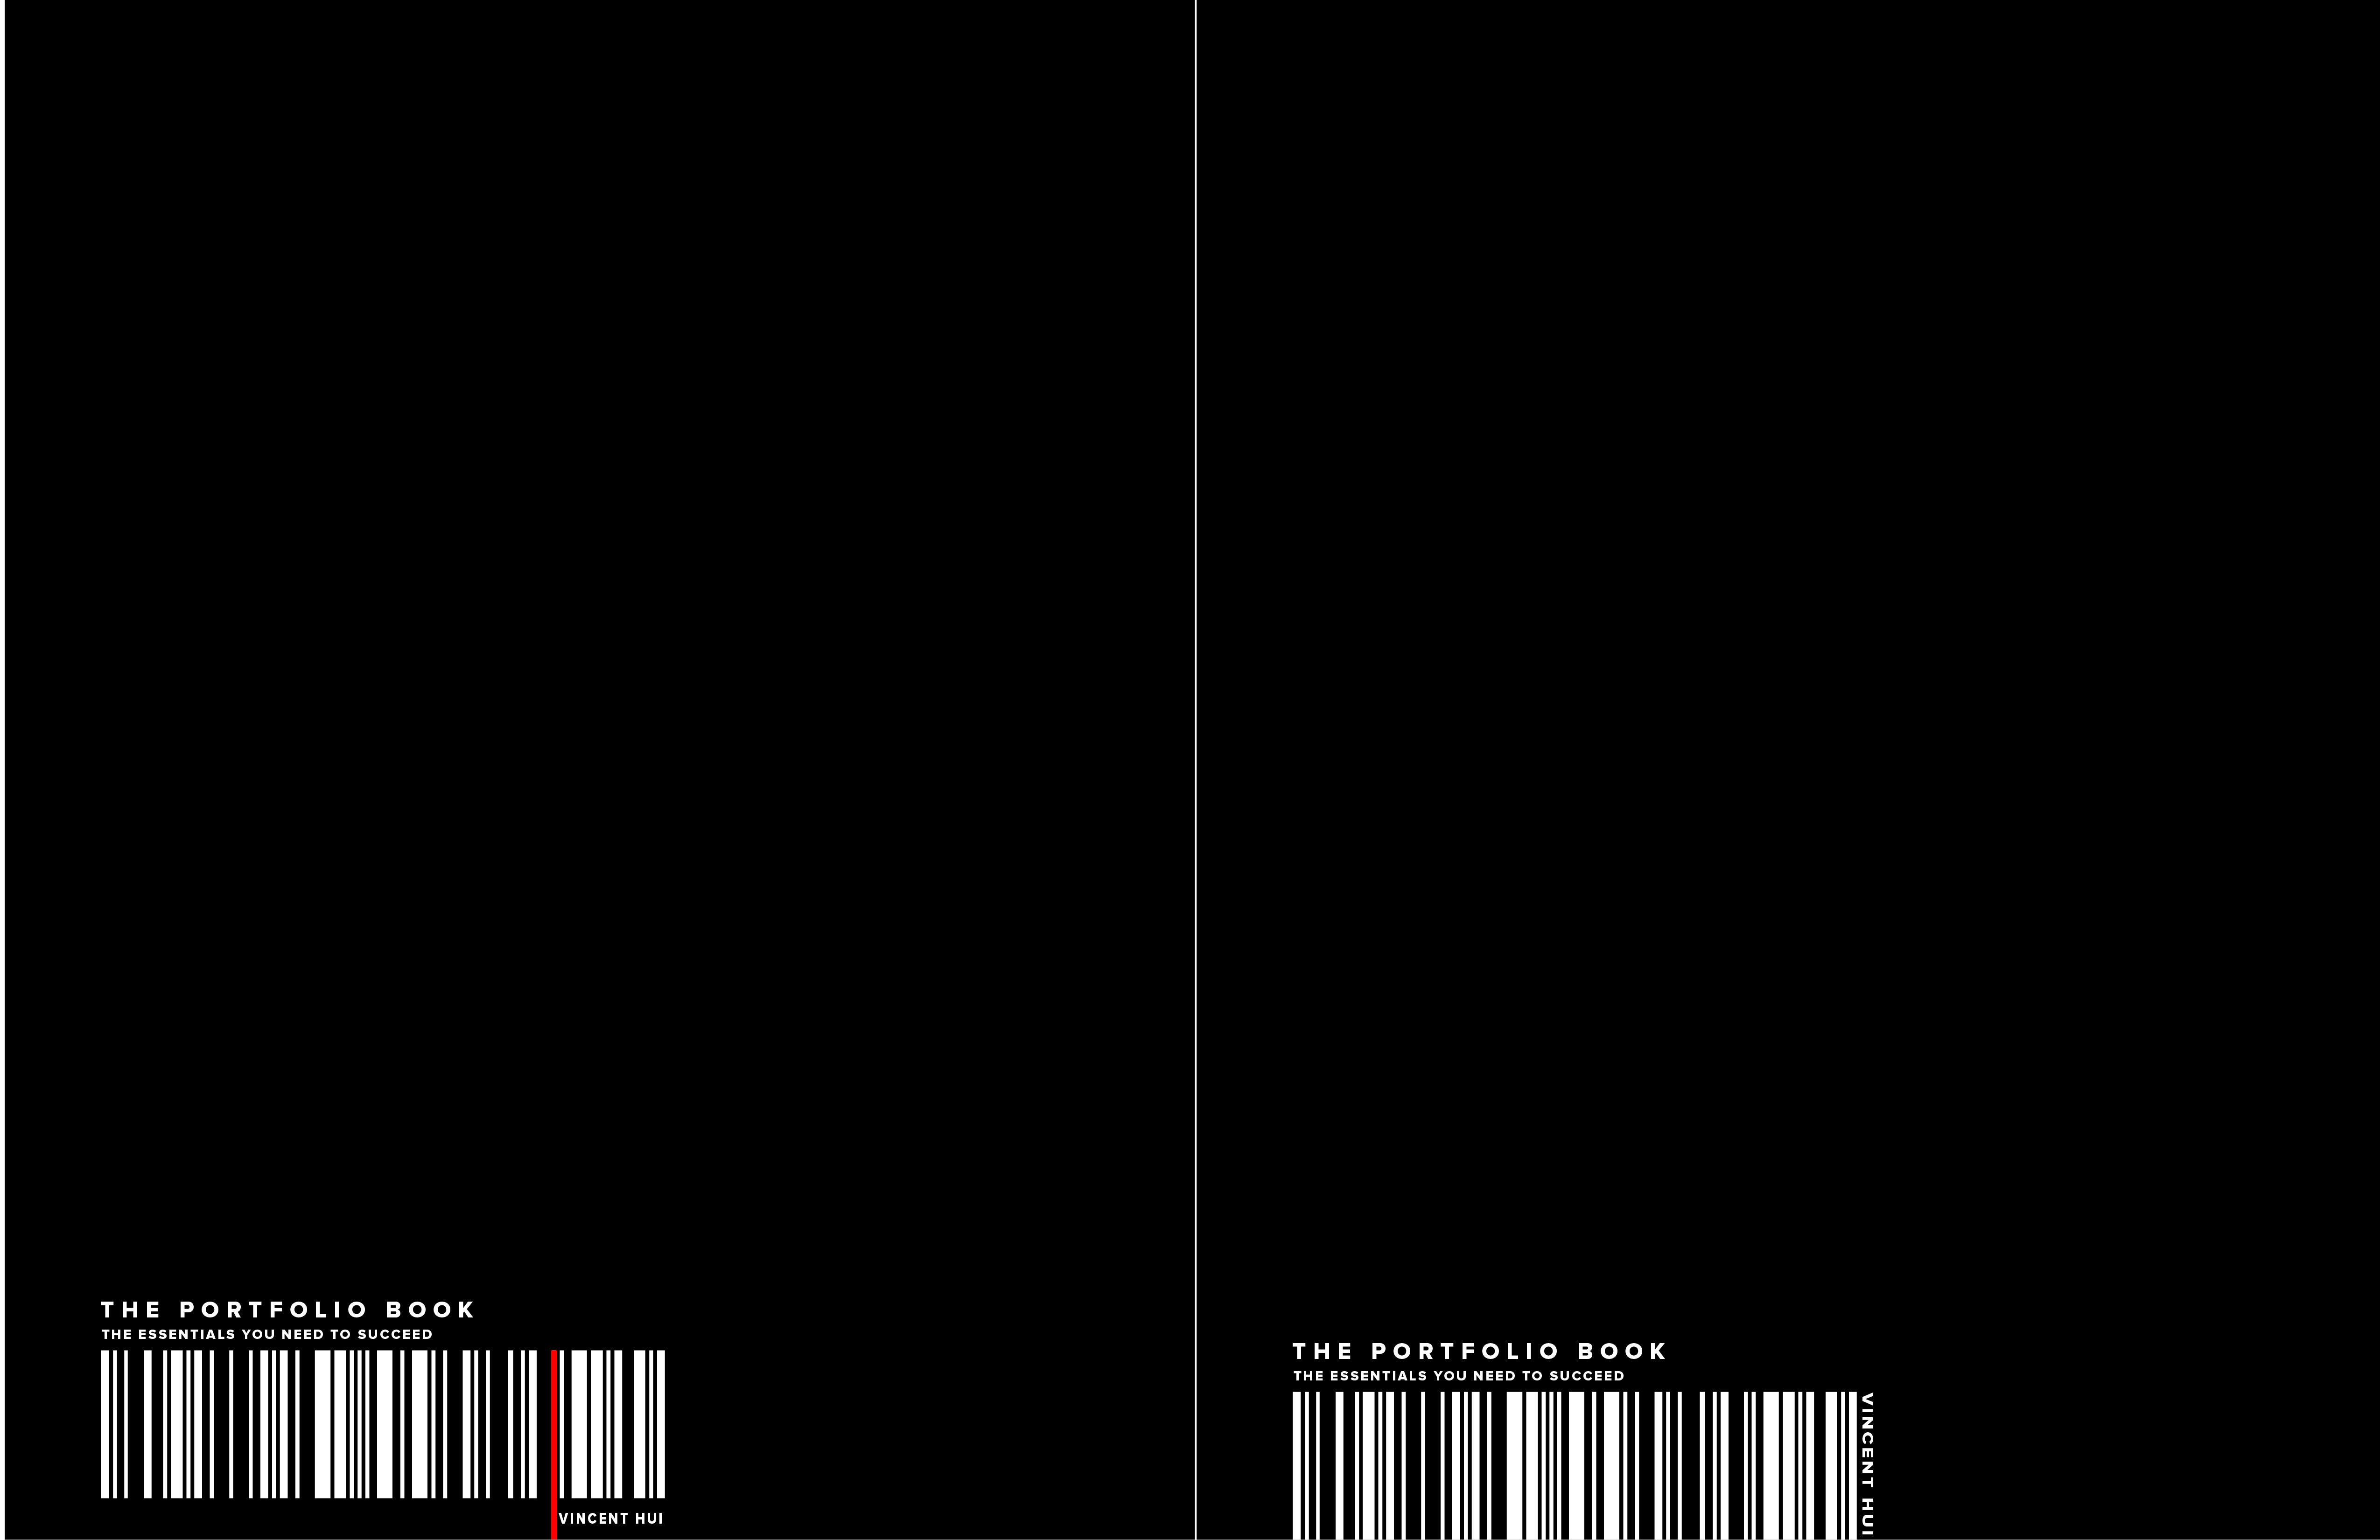 THE PORTFOLIO BOOK
THE ESSENTIALS YOU NEED TO SUCCEED
VINCENT HUI
THE PORTFOLIO BOOK
THE ESSENTIALS YOU NEED TO SUCCEED
VINCENT HUI